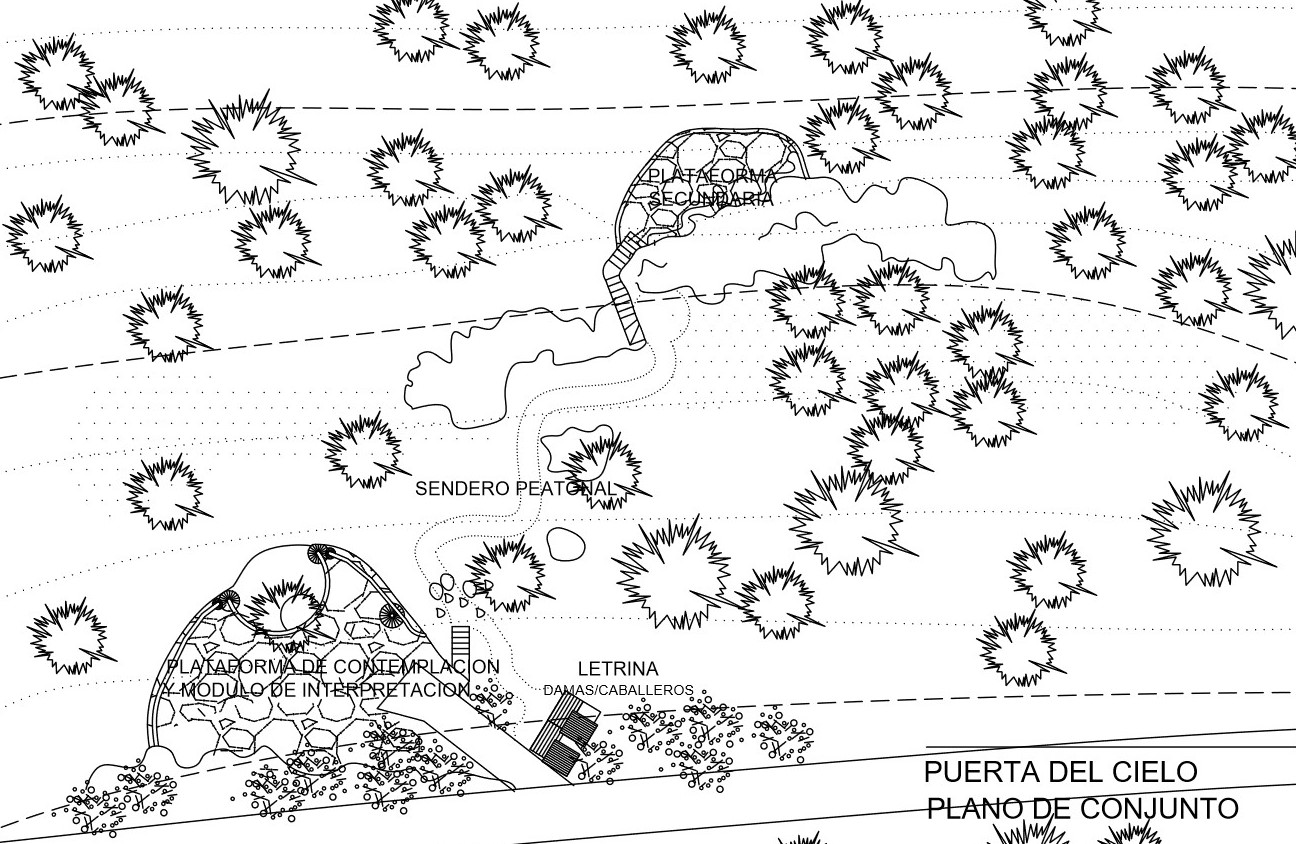 PLATAFORMA
SECUNDARIA
SENDERO PEATONAL
PLATAFORMA DE CONTEMPLACION
Y MODULO DE INTERPRETACION
LETRINA
DAMAS/CABALLEROS
PUERTA DEL CIELO
PLANO DE CONJUNTO